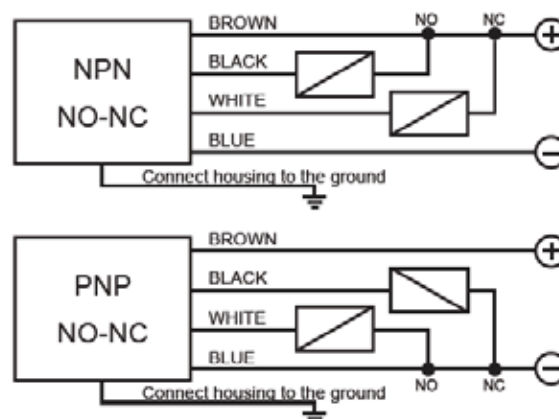 BROWN NO NC +
NPN BLACK
NO-NC WHITE
BLUE −
Connect housing to the ground
BROWN +
PNP BLACK
NO-NC WHITE
BLUE −
NO NC
Connect housing to the ground